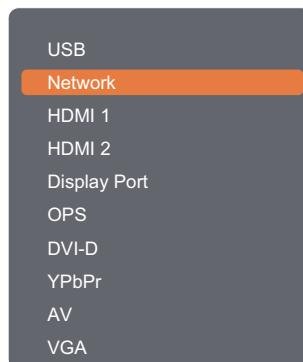 USB
Network
HDMI 1
HDMI 2
Display Port
OPS
DVI-D
YPbPr
AV
VGA